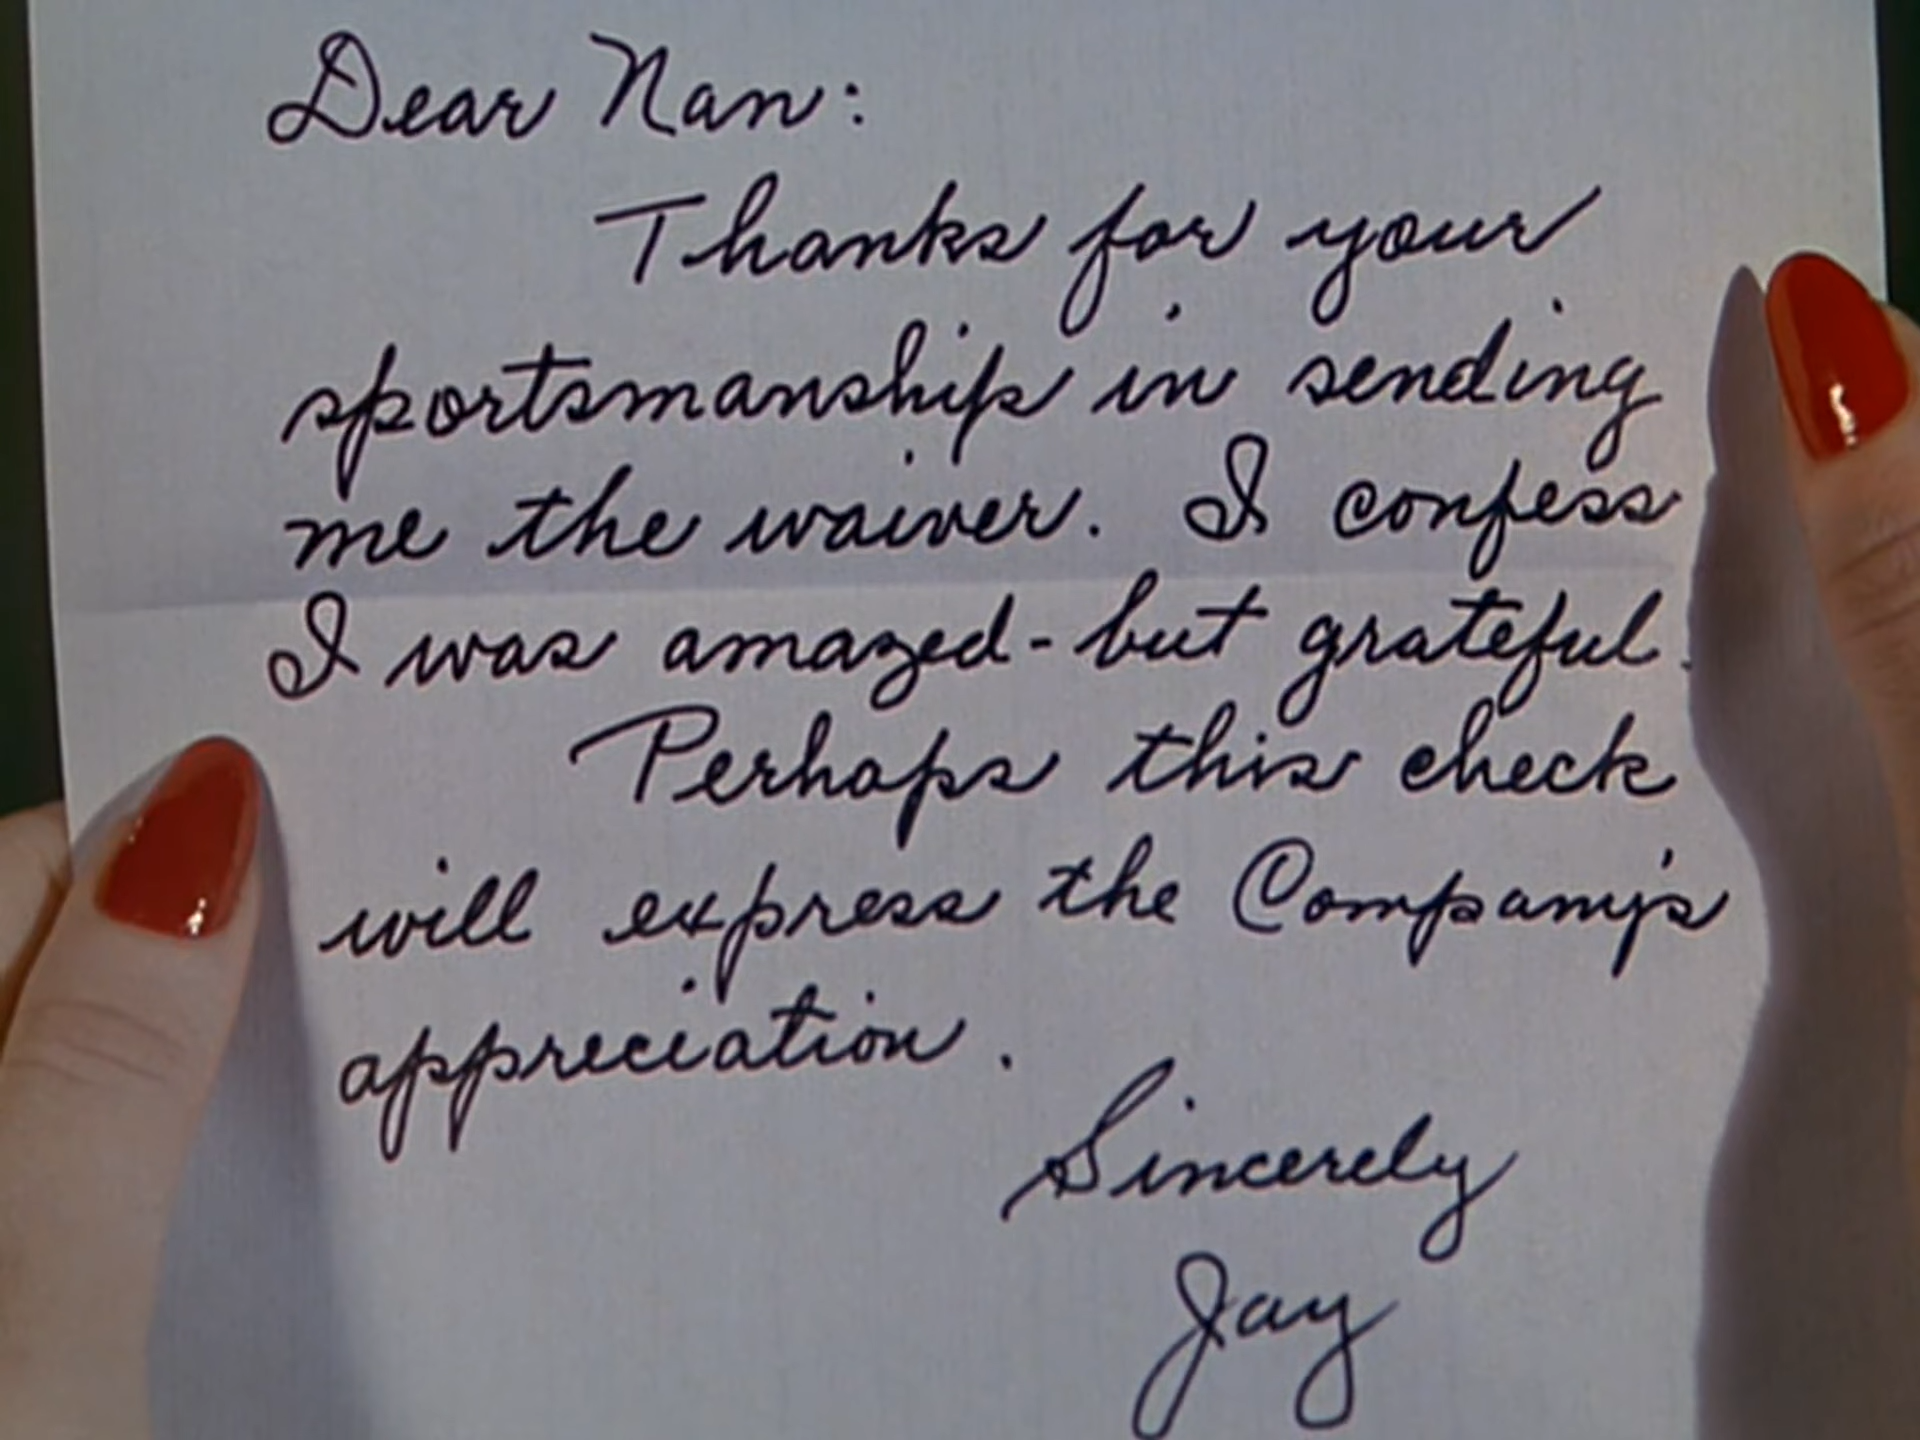 Dear Nan:
Thanks for your
sportsmanship in sending
me the waiver. I confess
I was amazed - but grateful.
Perhaps this check
will express the Company's
appreciation.
Sincerely
Jay